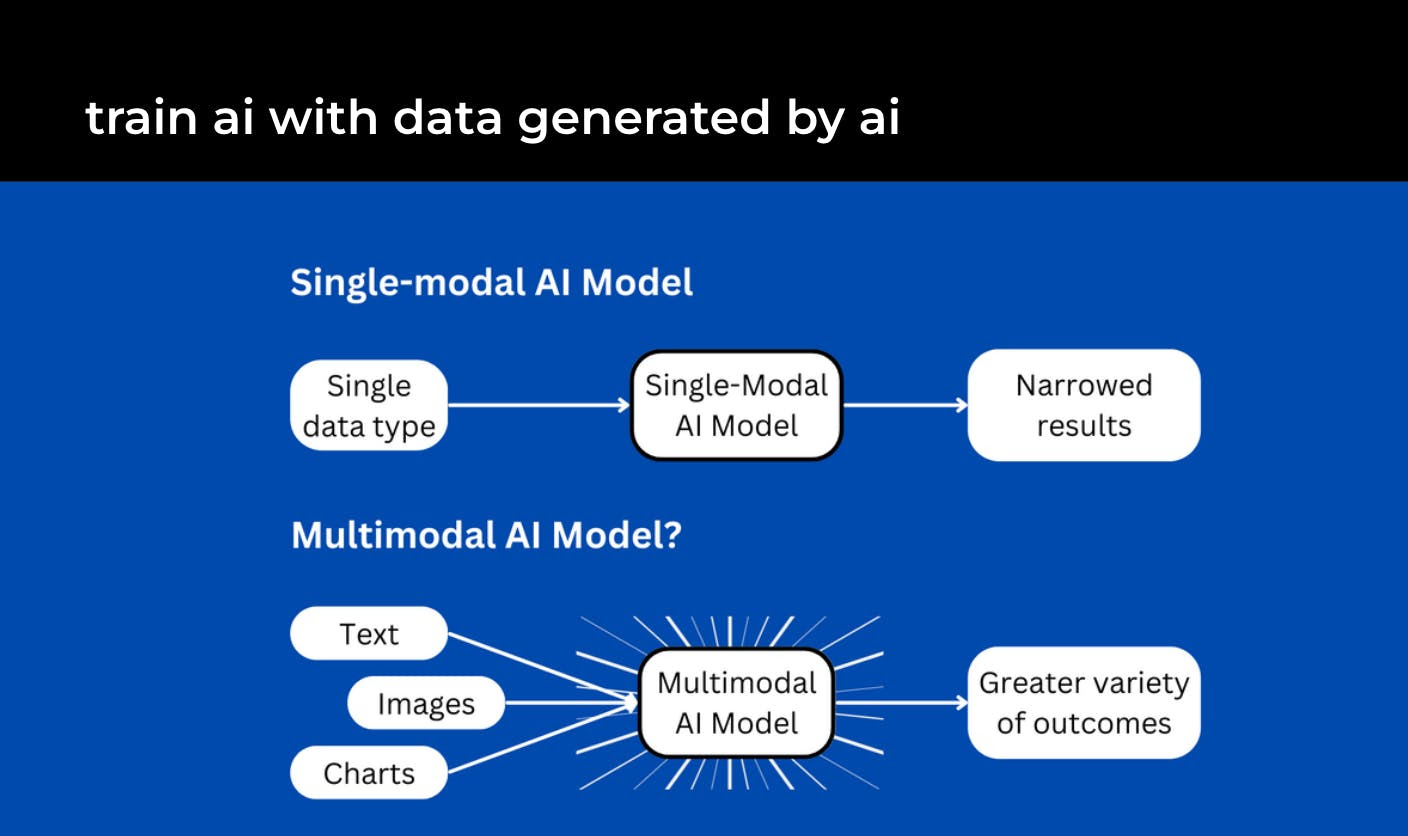 train ai with data generated by ai
Single-modal AI Model
Single
data type
Single-Modal
AI Model
Narrowed
results
Multimodal AI Model?
Text
Images
Charts
Multimodal
AI Model
Greater variety
of outcomes